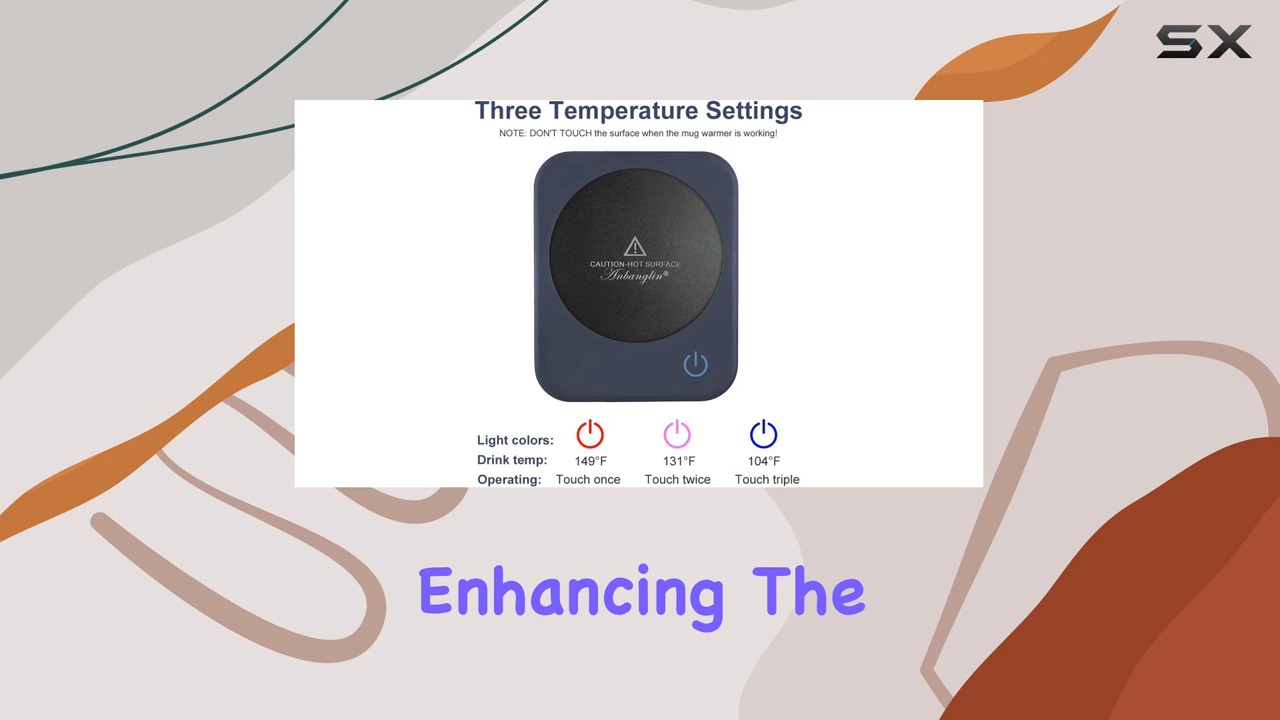 SX
Three Temperature Settings
NOTE: DON'T TOUCH the surface when the mug warmer is working!
CAUTION-HOT SURFACE
Anbanglin®
Light colors:
Drink temp: 149°F 131°F 104°F
Operating: Touch once Touch twice Touch triple
Enhancing The